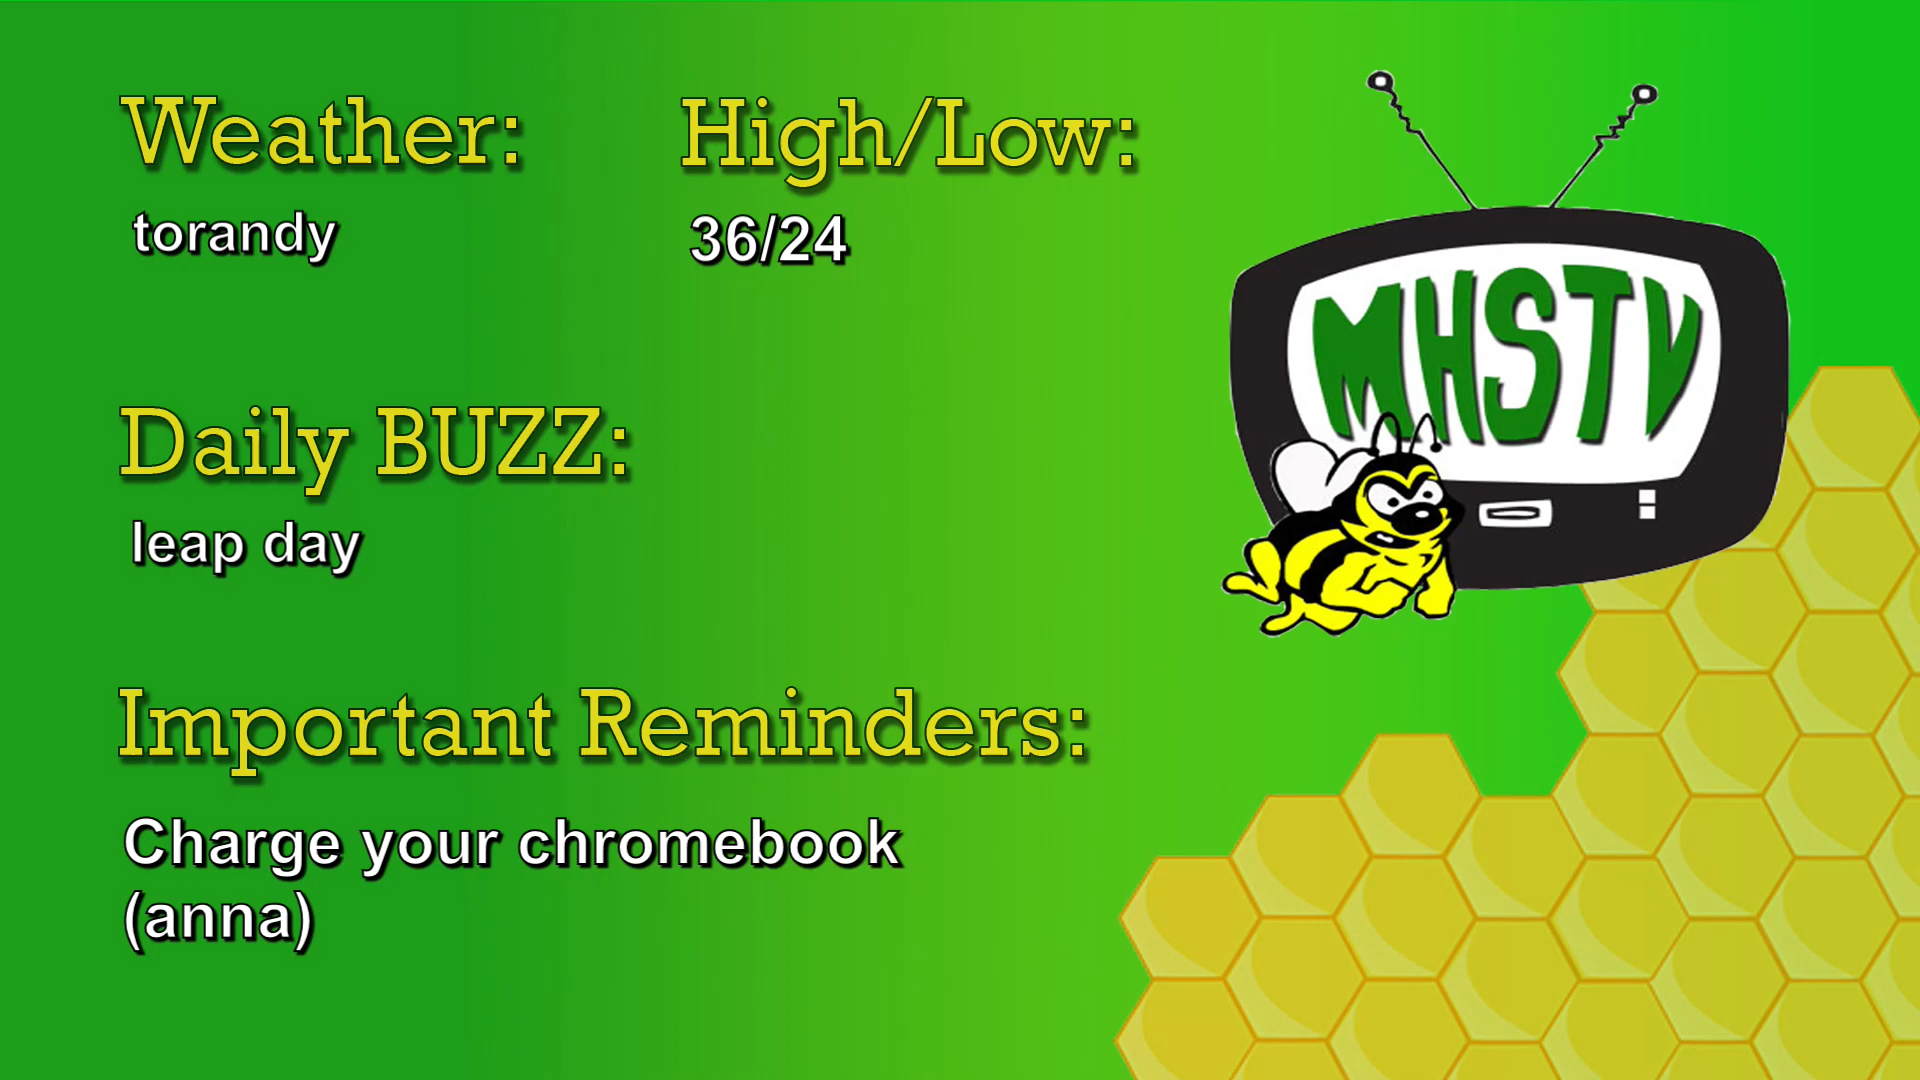 Weather:
torandy
High/Low:
36/24
MHSTV
Daily BUZZ:
leap day
Important Reminders:
Charge your chromebook
(anna)